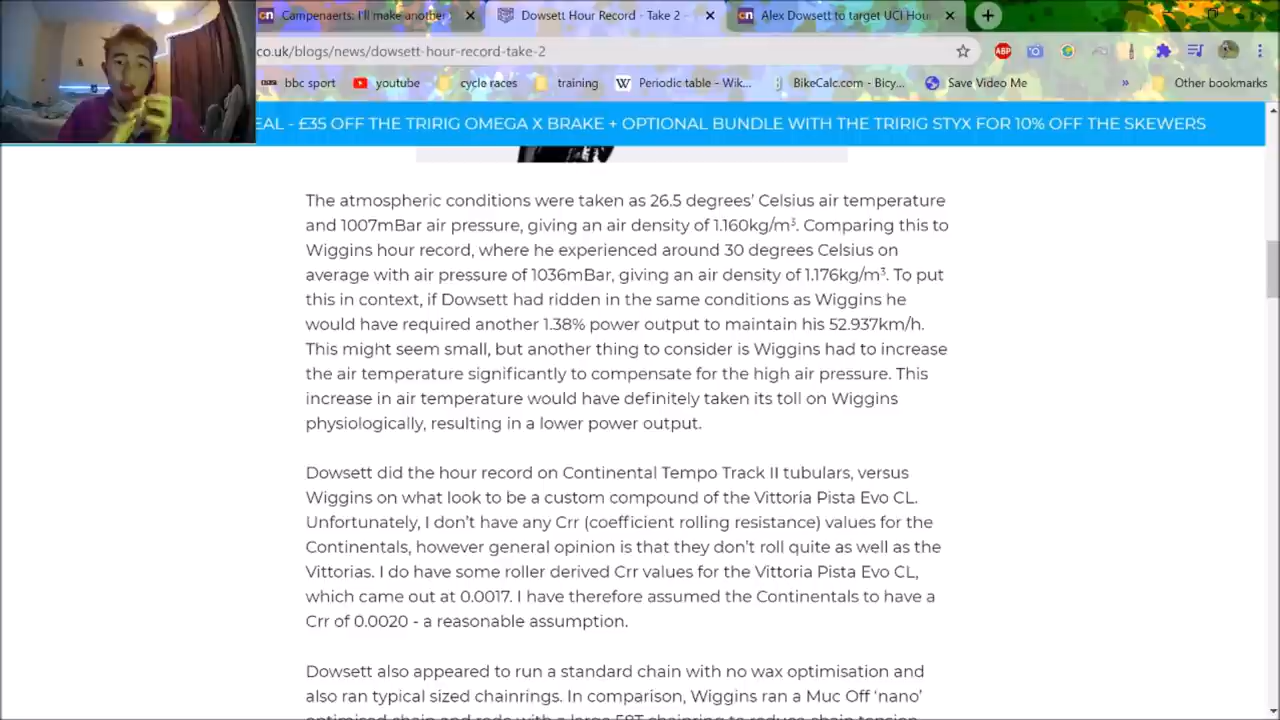 Campenaerts: I'll make another
Dowsett Hour Record - Take 2 -
Alex Dowsett to target UCI Hou
co.uk/blogs/news/dowsett-hour-record-take-2
ABP
bbc sport
youtube
cycle races
training
Periodic table - Wik...
BikeCalc.com - Bicy...
Save Video Me
»
Other bookmarks
EAL - £35 OFF THE TRIRIG OMEGA X BRAKE + OPTIONAL BUNDLE WITH THE TRIRIG STYX FOR 10% OFF THE SKEWERS
The atmospheric conditions were taken as 26.5 degrees’ Celsius air temperature
and 1007mBar air pressure, giving an air density of 1.160kg/m³. Comparing this to
Wiggins hour record, where he experienced around 30 degrees Celsius on
average with air pressure of 1036mBar, giving an air density of 1.176kg/m³. To put
this in context, if Dowsett had ridden in the same conditions as Wiggins he
would have required another 1.38% power output to maintain his 52.937km/h.
This might seem small, but another thing to consider is Wiggins had to increase
the air temperature significantly to compensate for the high air pressure. This
increase in air temperature would have definitely taken its toll on Wiggins
physiologically, resulting in a lower power output.
Dowsett did the hour record on Continental Tempo Track II tubulars, versus
Wiggins on what look to be a custom compound of the Vittoria Pista Evo CL.
Unfortunately, I don’t have any Crr (coefficient rolling resistance) values for the
Continentals, however general opinion is that they don’t roll quite as well as the
Vittorias. I do have some roller derived Crr values for the Vittoria Pista Evo CL,
which came out at 0.0017. I have therefore assumed the Continentals to have a
Crr of 0.0020 - a reasonable assumption.
Dowsett also appeared to run a standard chain with no wax optimisation and
also ran typical sized chainrings. In comparison, Wiggins ran a Muc Off ‘nano’
optimised chain and rode with a large 58T chainring to reduce chain tension